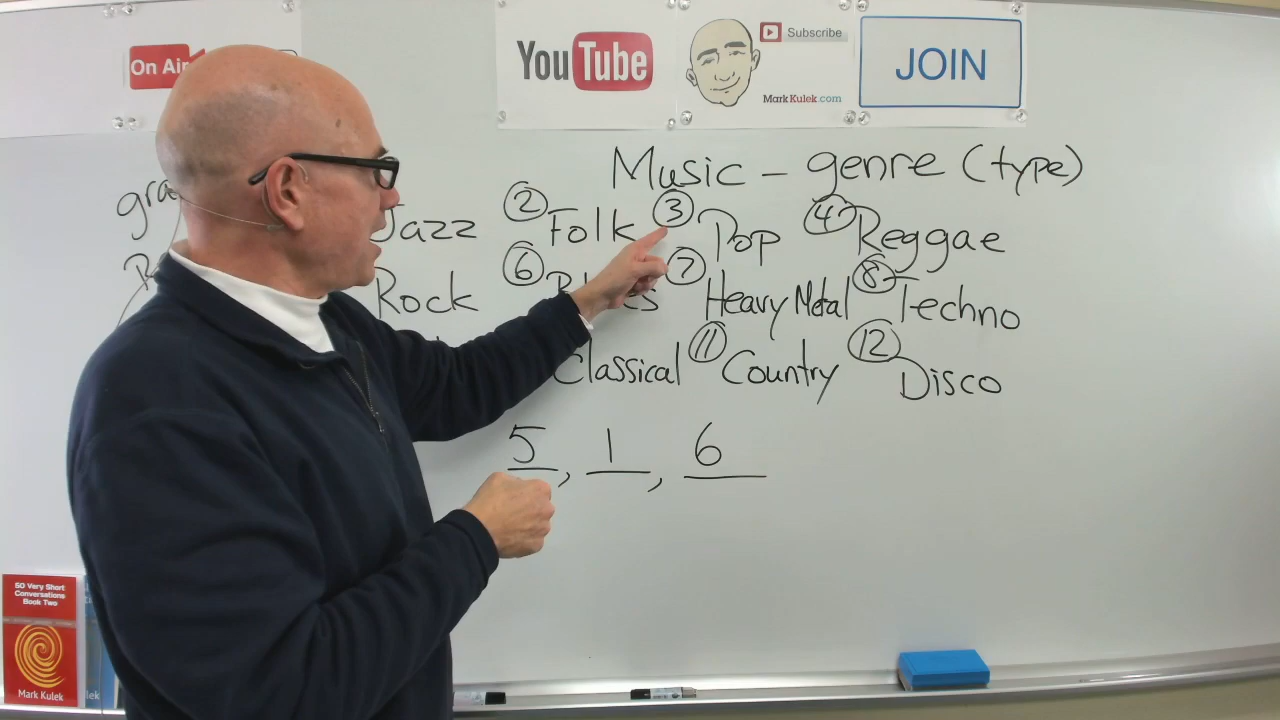 On Air
YouTube
Subscribe
MarkKulek.com
JOIN
Music - genre (type)
Jazz ② Folk ③ Pop ④ Reggae
Rock ⑥ ⑦ Heavy Metal ⑧ Techno
Classical ⑪ Country ⑫ Disco
5, 1, 6
50 Very Short
Conversations
Book Two
Mark Kulek
lek